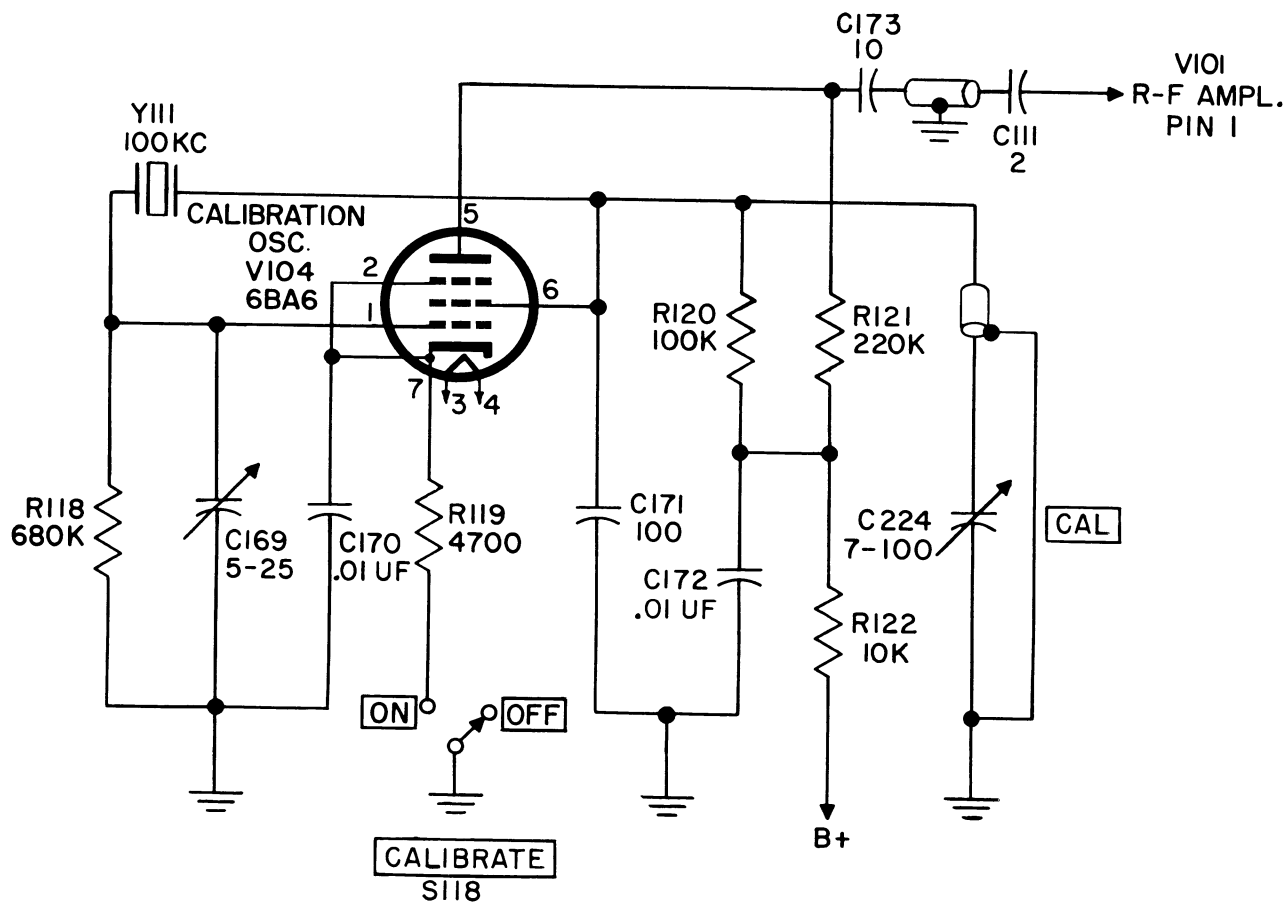 C173
10
V101
R-F AMPL.
PIN 1
C111
2
Y111
100KC
CALIBRATION
OSC.
V104
6BA6
5
2
1
6
7
3 4
R120
100K
R121
220K
R118
680K
C169
5-25
C170
.01 UF
R119
4700
C171
100
C172
.01 UF
C224
7-100
CAL
R122
10K
ON
OFF
B+
CALIBRATE
S118